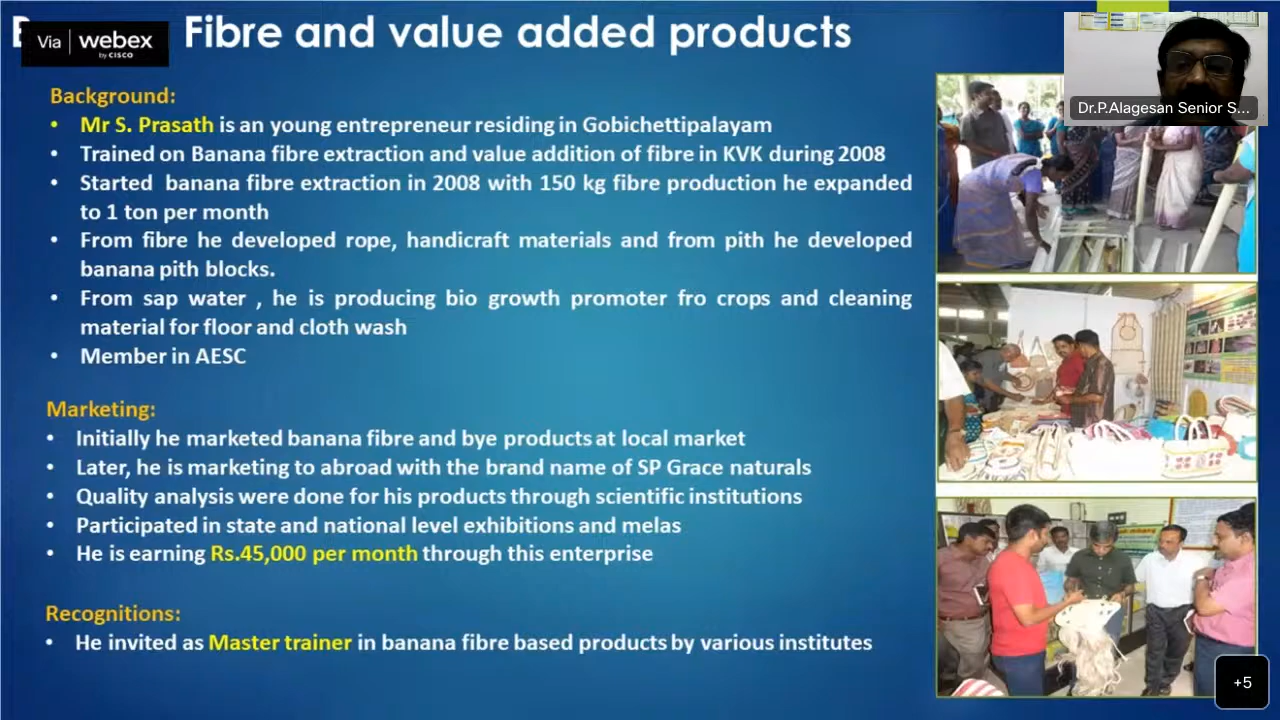 Via webex
by CISCO
Fibre and value added products
Dr.P.Alagesan Senior S...
Background:
• Mr S. Prasath is an young entrepreneur residing in Gobichettipalayam
• Trained on Banana fibre extraction and value addition of fibre in KVK during 2008
• Started banana fibre extraction in 2008 with 150 kg fibre production he expanded
to 1 ton per month
• From fibre he developed rope, handicraft materials and from pith he developed
banana pith blocks.
• From sap water , he is producing bio growth promoter fro crops and cleaning
material for floor and cloth wash
• Member in AESC
Marketing:
• Initially he marketed banana fibre and bye products at local market
• Later, he is marketing to abroad with the brand name of SP Grace naturals
• Quality analysis were done for his products through scientific institutions
• Participated in state and national level exhibitions and melas
• He is earning Rs.45,000 per month through this enterprise
Recognitions:
• He invited as Master trainer in banana fibre based products by various institutes
+5